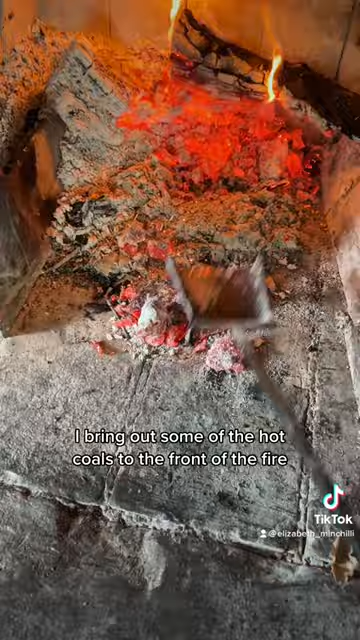 I bring out some of the hot
coals to the front of the fire
TikTok
@elizabeth_minchilli